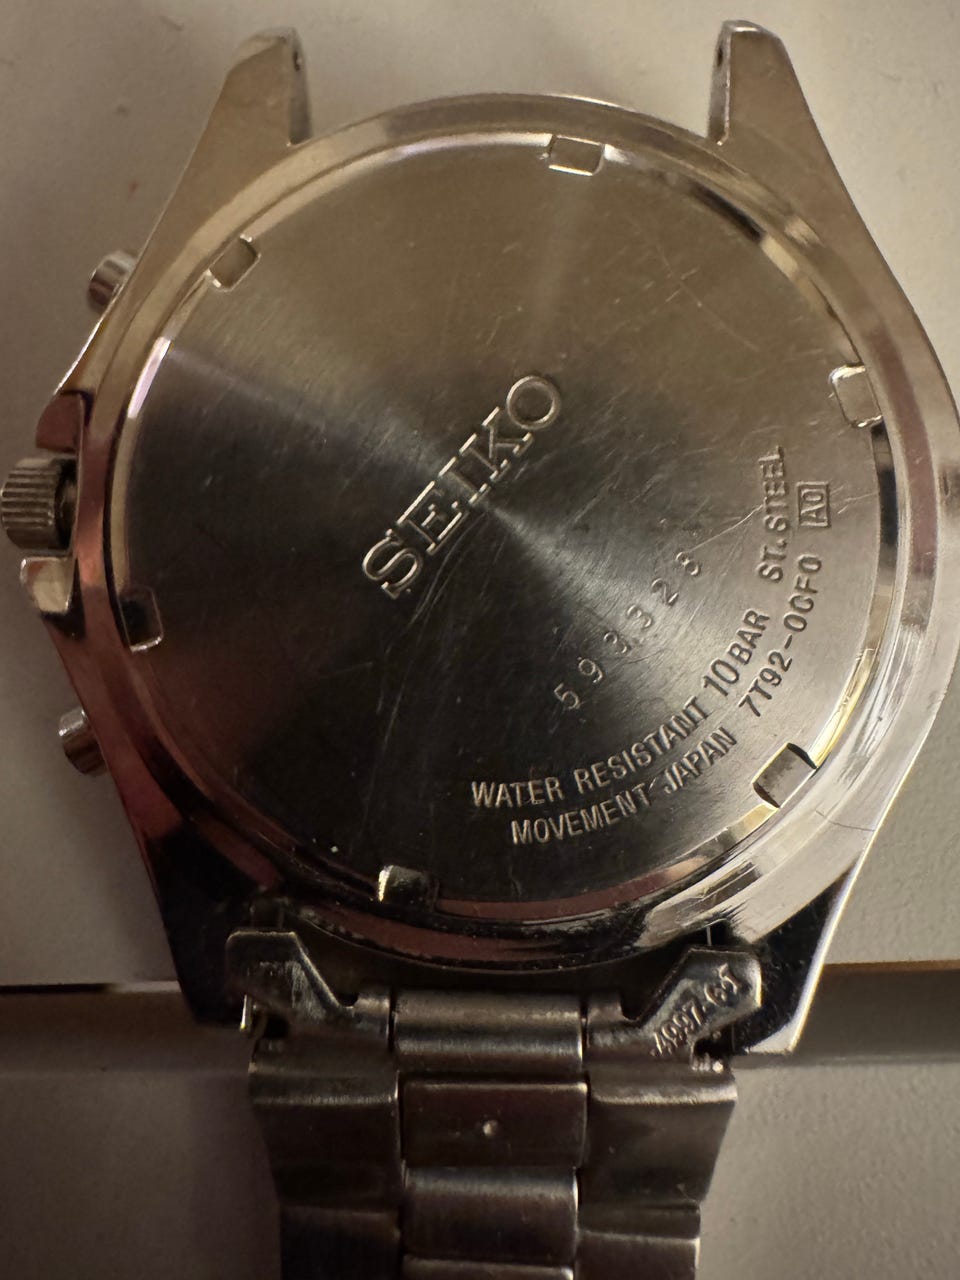 SEIKO
593328
WATER RESISTANT 10BAR ST.STEEL
MOVEMENT JAPAN 7T92-0CF0 A0